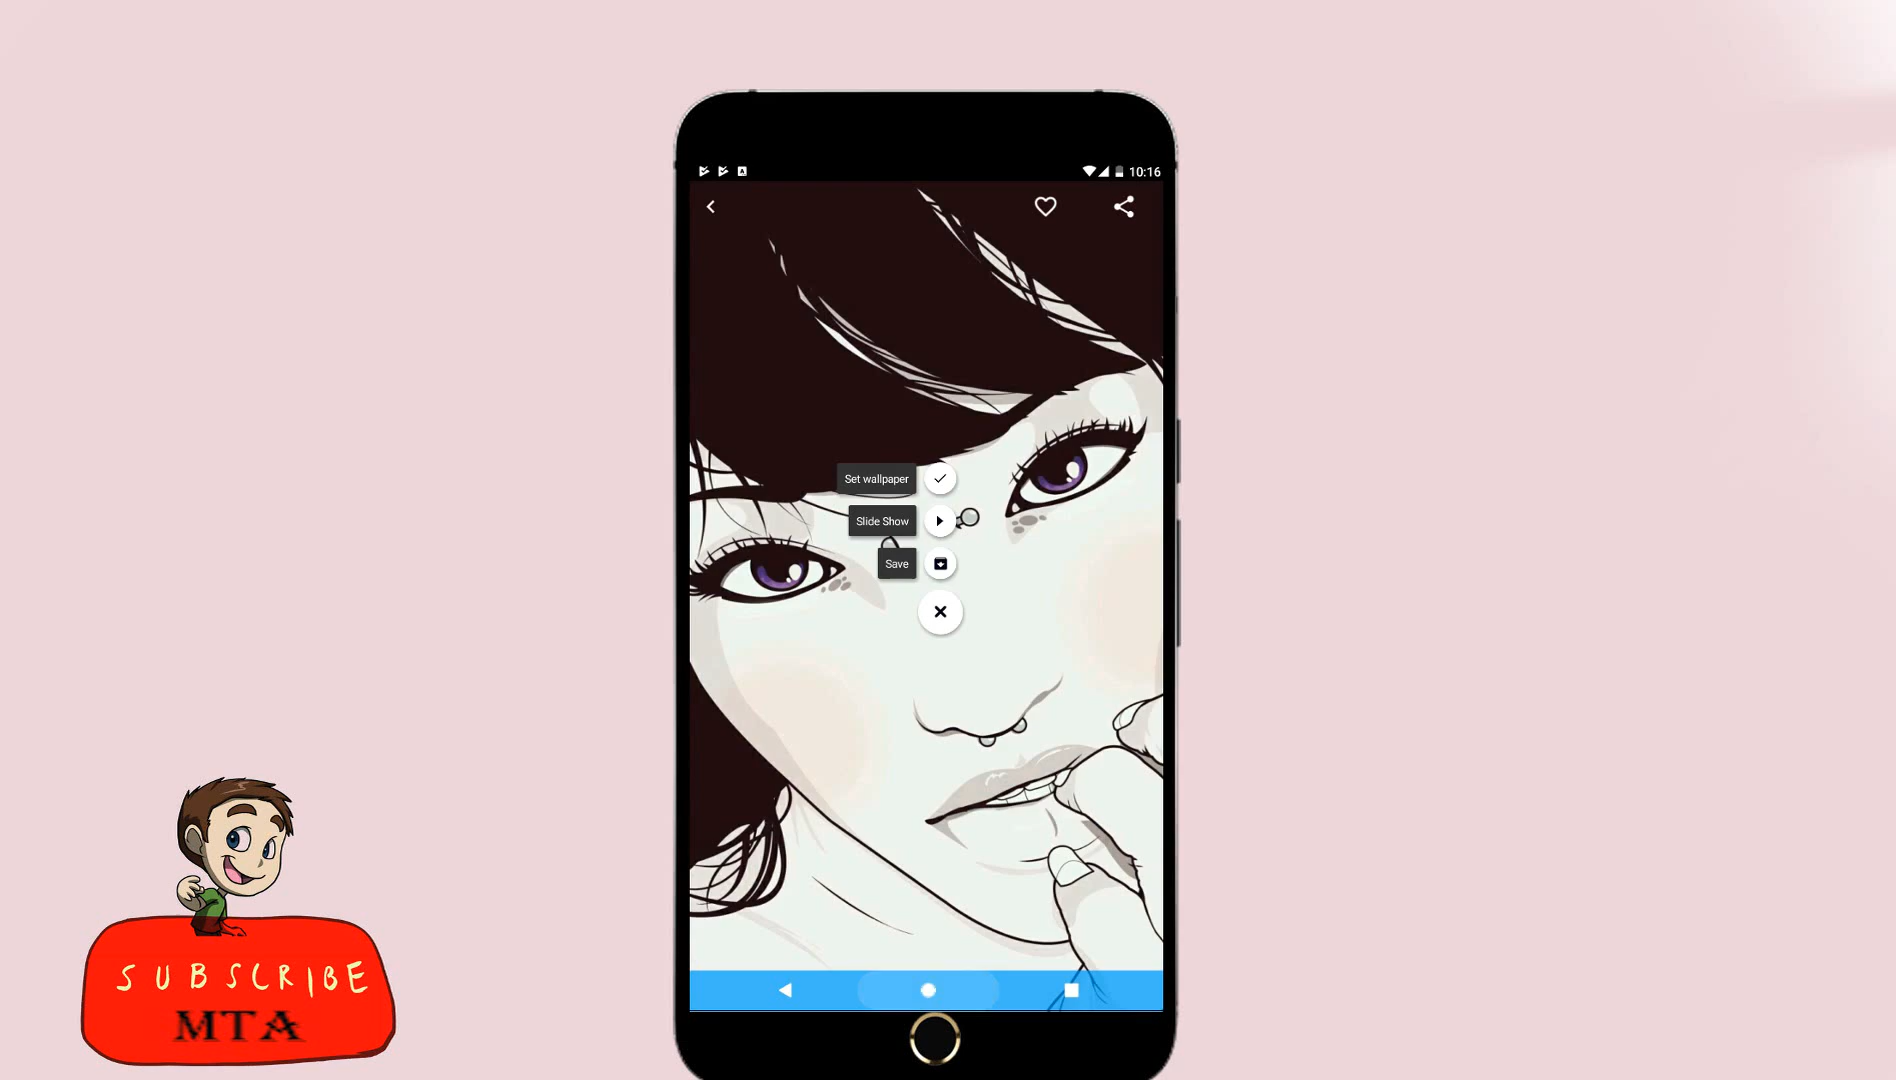 10:16
Set wallpaper
Slide Show
Save
SUBSCRIBE
MTA